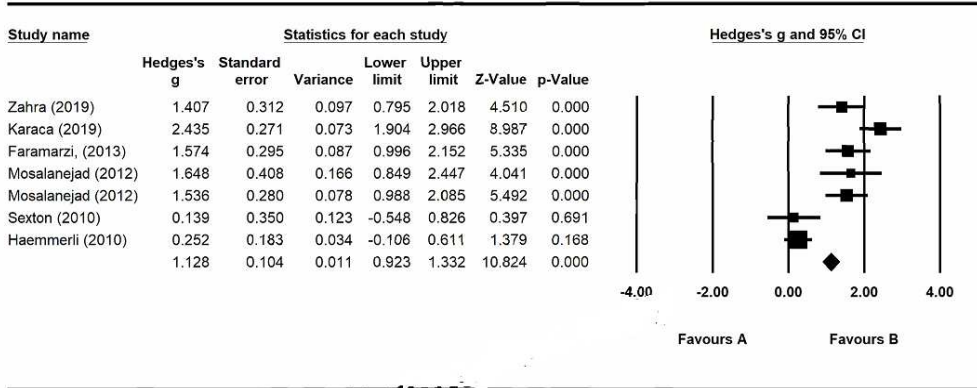 Study name Statistics for each study Hedges's g and 95% CI
Hedges's Standard Lower Upper
g error Variance limit limit Z-Value p-Value
Zahra (2019) 1.407 0.312 0.097 0.795 2.018 4.510 0.000
Karaca (2019) 2.435 0.271 0.073 1.904 2.966 8.987 0.000
Faramarzi, (2013) 1.574 0.295 0.087 0.996 2.152 5.335 0.000
Mosalanejad (2012) 1.648 0.408 0.166 0.849 2.447 4.041 0.000
Mosalanejad (2012) 1.536 0.280 0.078 0.988 2.085 5.492 0.000
Sexton (2010) 0.139 0.350 0.123 -0.548 0.826 0.397 0.691
Haemmerli (2010) 0.252 0.183 0.034 -0.106 0.611 1.379 0.168
1.128 0.104 0.011 0.923 1.332 10.824 0.000
-4.00 -2.00 0.00 2.00 4.00
Favours A Favours B